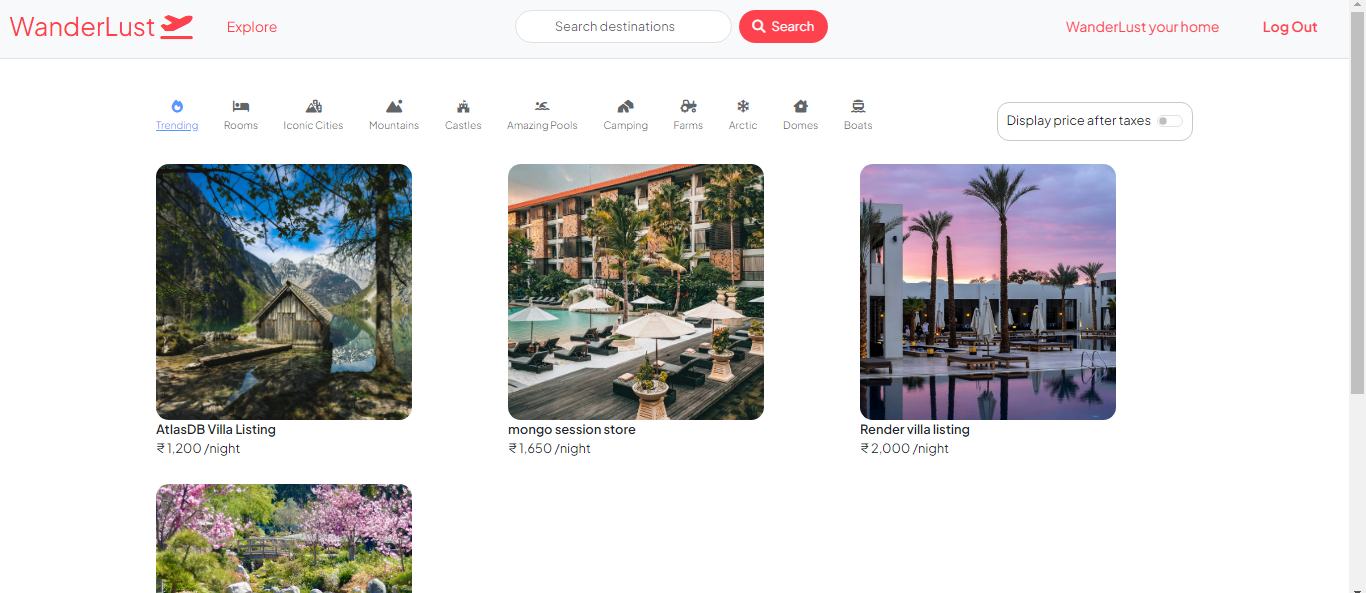 WanderLust Explore Search destinations Search WanderLust your home Log Out
Trending Rooms Iconic Cities Mountains Castles Amazing Pools Camping Farms Arctic Domes Boats Display price after taxes
AtlasDB Villa Listing
₹1,200 /night
mongo session store
₹1,650 /night
Render villa listing
₹2,000 /night